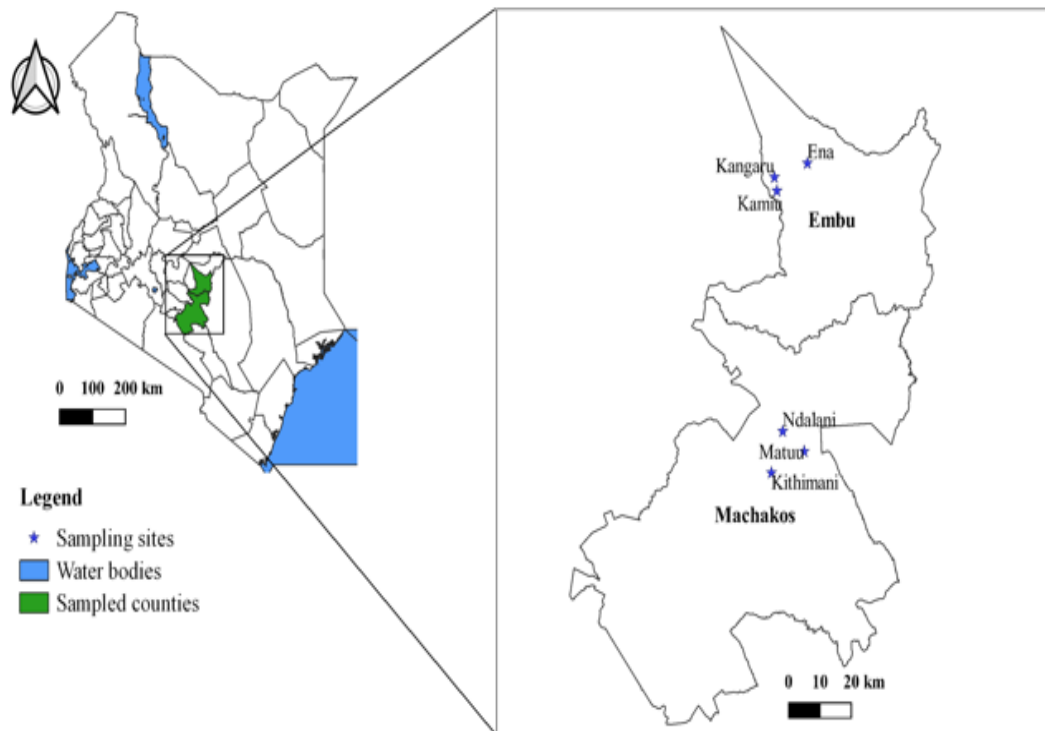 0 100 200 km
Legend
Sampling sites
Water bodies
Sampled counties
Ena
Kangaru
Kamiu
Embu
Ndalani
Matuu
Kithimani
Machakos
0 10 20 km